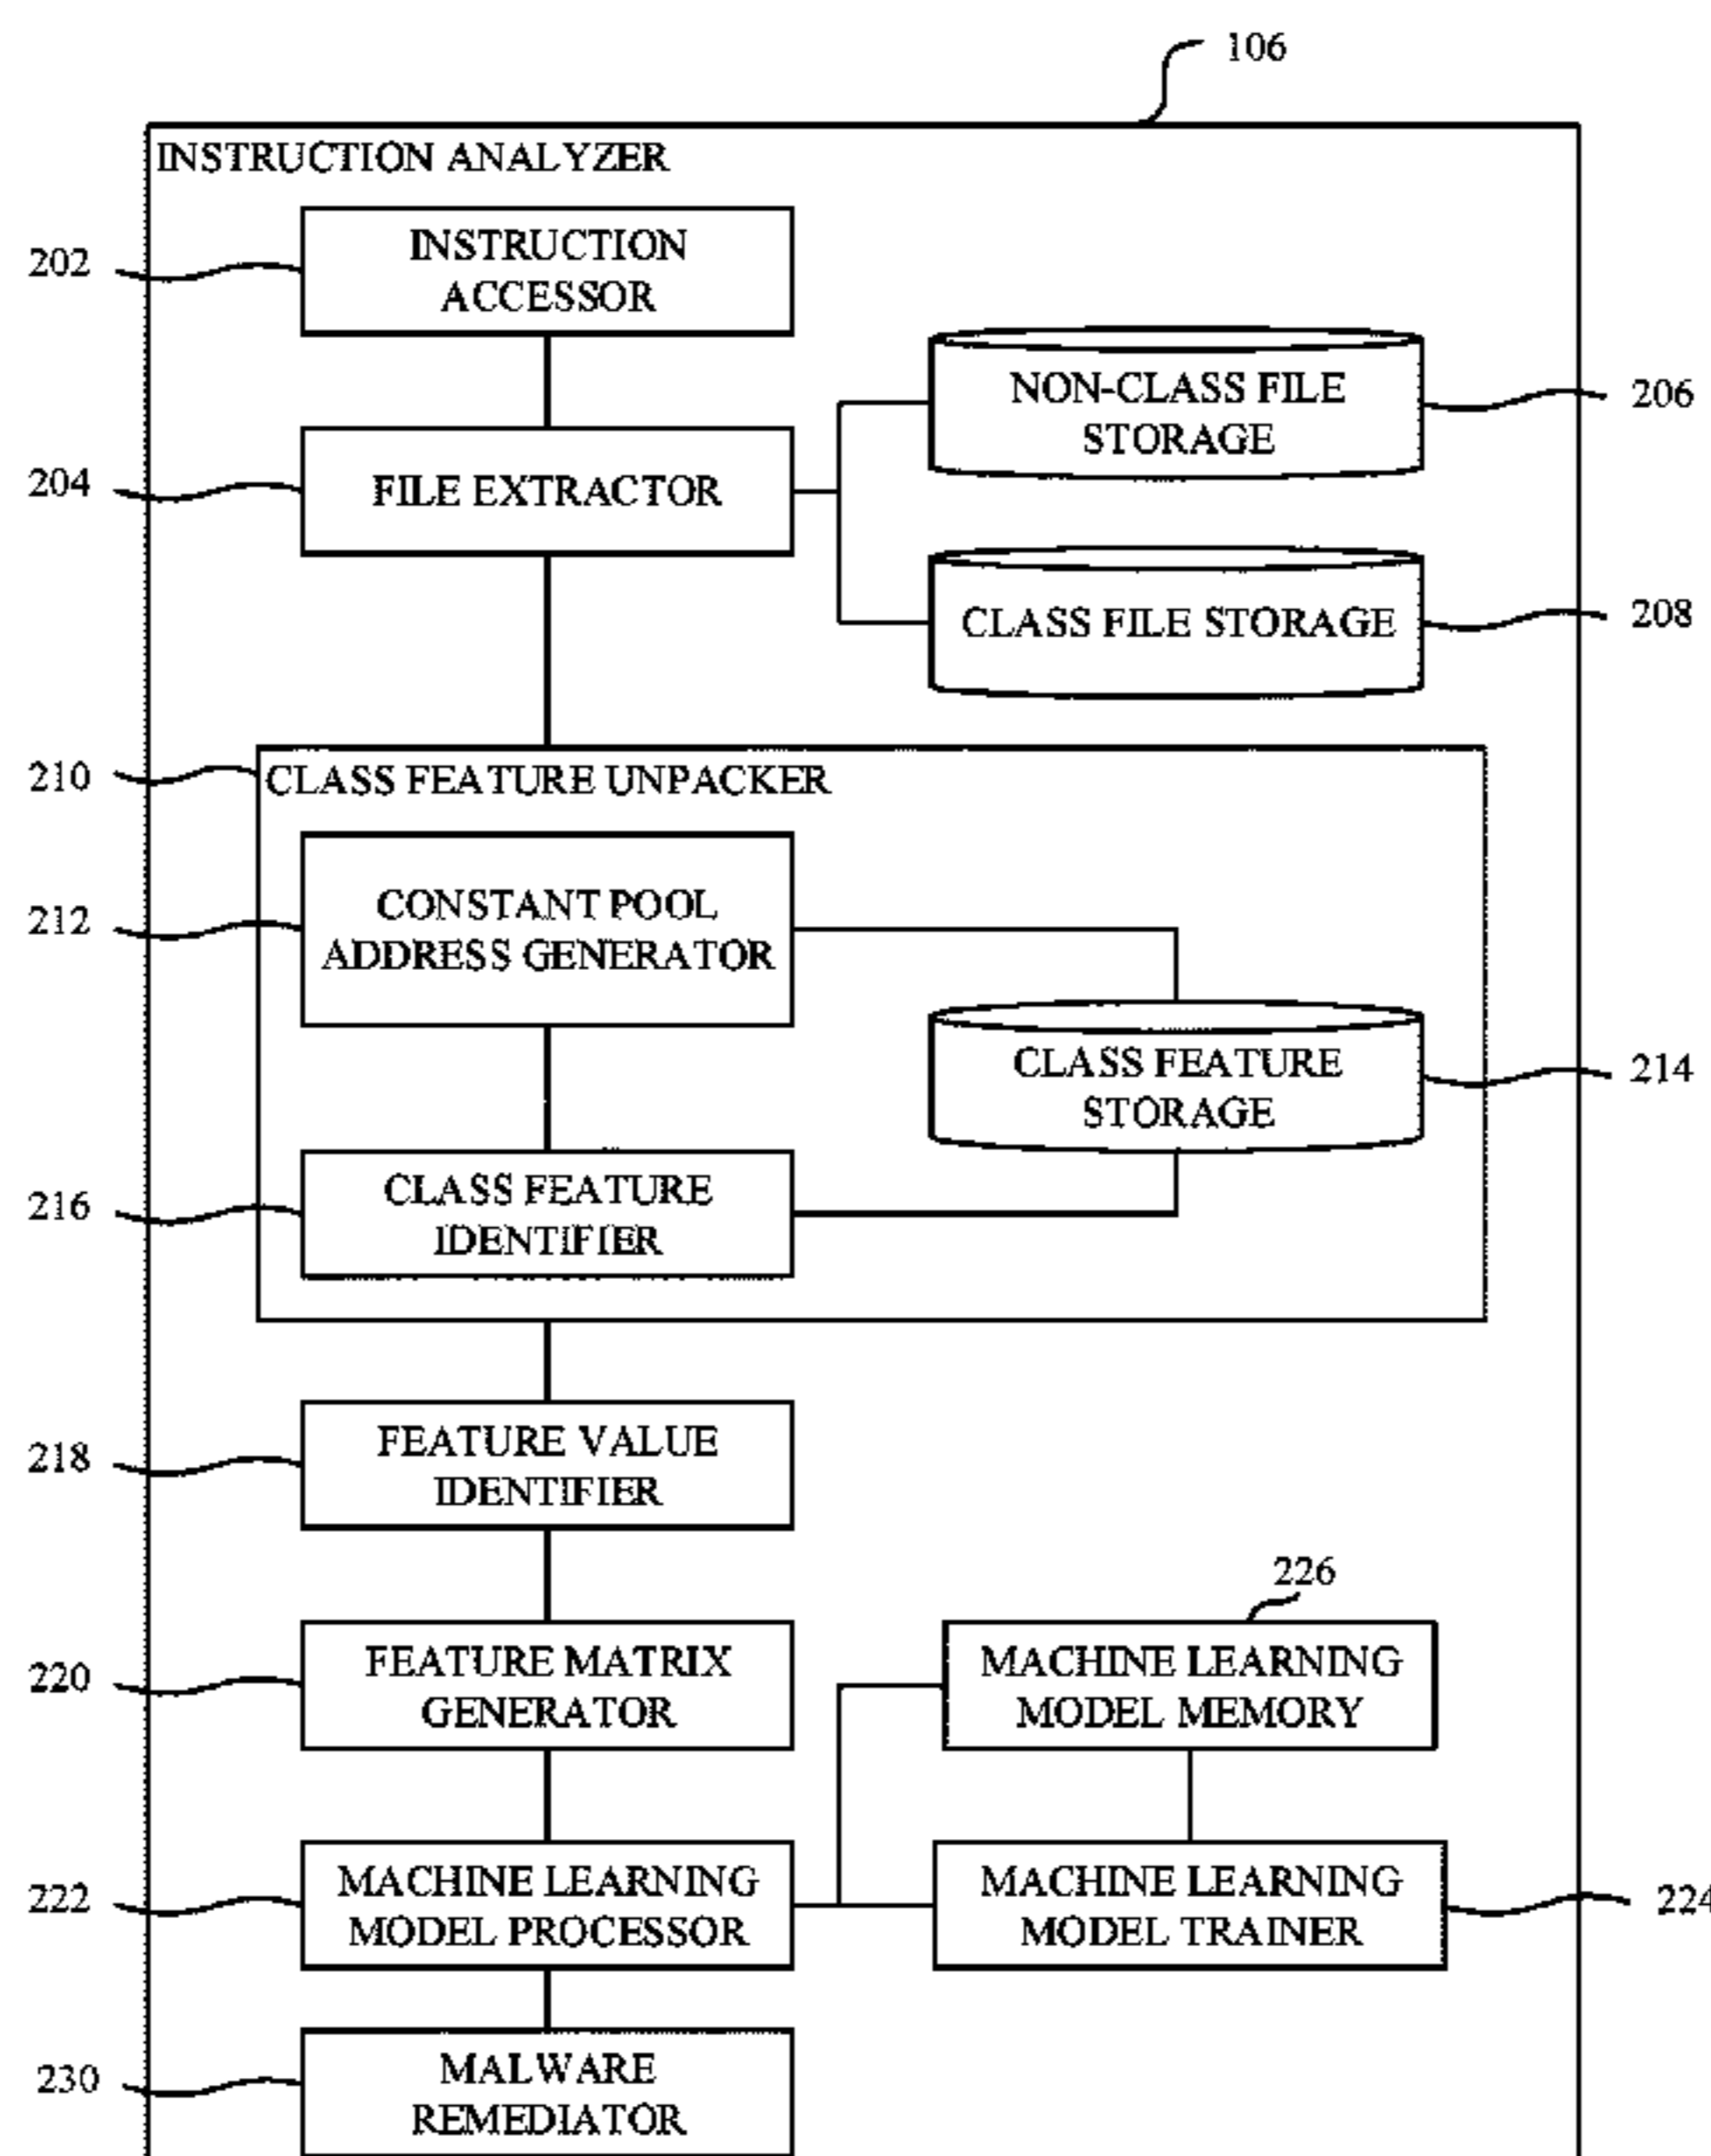 106
INSTRUCTION ANALYZER
202
INSTRUCTION
ACCESSOR
NON-CLASS FILE
STORAGE
206
204
FILE EXTRACTOR
CLASS FILE STORAGE
208
210
CLASS FEATURE UNPACKER
212
CONSTANT POOL
ADDRESS GENERATOR
CLASS FEATURE
STORAGE
214
216
CLASS FEATURE
IDENTIFIER
218
FEATURE VALUE
IDENTIFIER
226
220
FEATURE MATRIX
GENERATOR
MACHINE LEARNING
MODEL MEMORY
222
MACHINE LEARNING
MODEL PROCESSOR
MACHINE LEARNING
MODEL TRAINER
224
230
MALWARE
REMEDIATOR